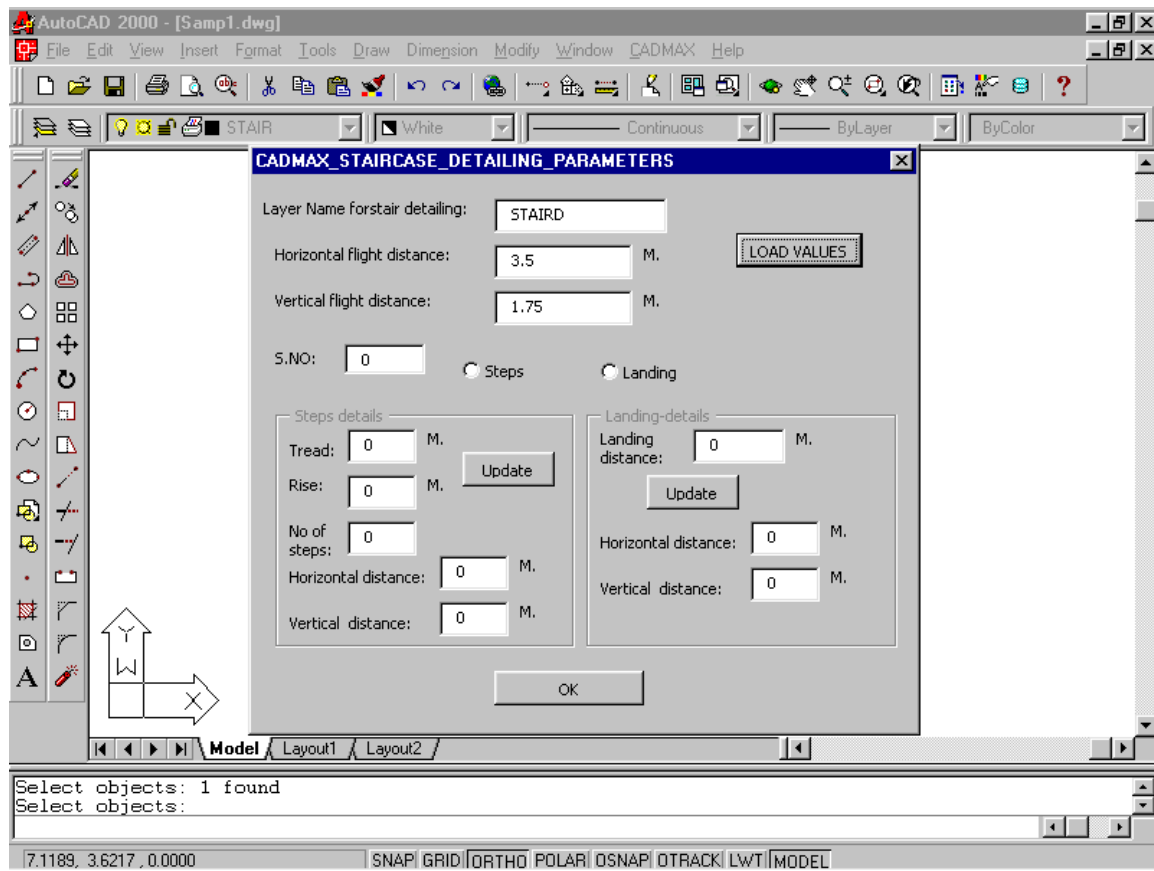 AutoCAD 2000 - [Samp1.dwg]
File Edit View Insert Format Tools Draw Dimension Modify Window CADMAX Help
STAIR White Continuous ByLayer ByColor
CADMAX_STAIRCASE_DETAILING_PARAMETERS
Layer Name forstair detailing: STAIRD
Horizontal flight distance: 3.5 M. LOAD VALUES
Vertical flight distance: 1.75 M.
S.NO: 0 Steps Landing
Steps details
Tread: 0 M. Update
Rise: 0 M.
No of
steps: 0
Horizontal distance: 0 M.
Vertical distance: 0 M.
Landing-details
Landing
distance: 0 M.
Update
Horizontal distance: 0 M.
Vertical distance: 0 M.
OK
A
Y
W
X
Model Layout1 Layout2
Select objects: 1 found
Select objects:
7.1189, 3.6217 , 0.0000 SNAP GRID ORTHO POLAR OSNAP OTRACK LWT MODEL